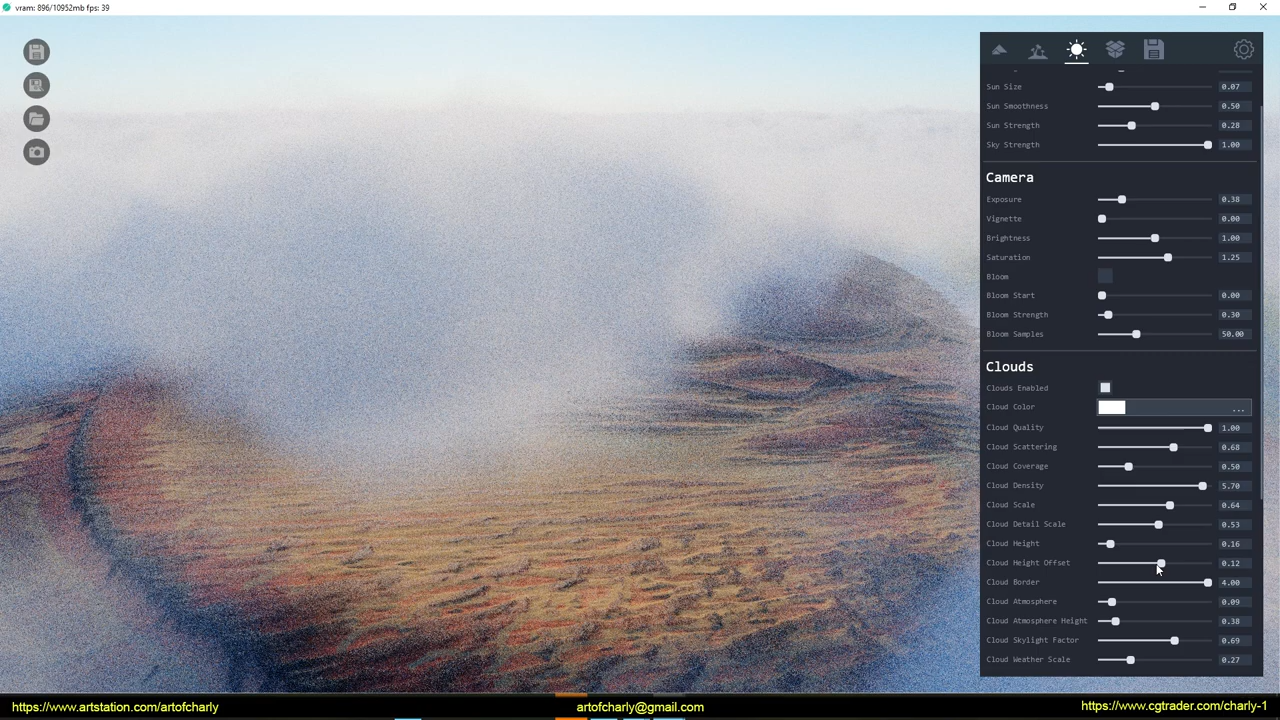 vram: 896/10952mb fps: 39
Sun Size 0.07
Sun Smoothness 0.50
Sun Strength 0.28
Sky Strength 1.00
Camera
Exposure 0.38
Vignette 0.00
Brightness 1.00
Saturation 1.25
Bloom
Bloom Start 0.00
Bloom Strength 0.30
Bloom Samples 50.00
Clouds
Clouds Enabled
Cloud Color ...
Cloud Quality 1.00
Cloud Scattering 0.68
Cloud Coverage 0.50
Cloud Density 5.70
Cloud Scale 0.64
Cloud Detail Scale 0.53
Cloud Height 0.16
Cloud Height Offset 0.12
Cloud Border 4.00
Cloud Atmosphere 0.09
Cloud Atmosphere Height 0.38
Cloud Skylight Factor 0.69
Cloud Weather Scale 0.27
https://www.artstation.com/artofcharly artofcharly@gmail.com https://www.cgtrader.com/charly-1